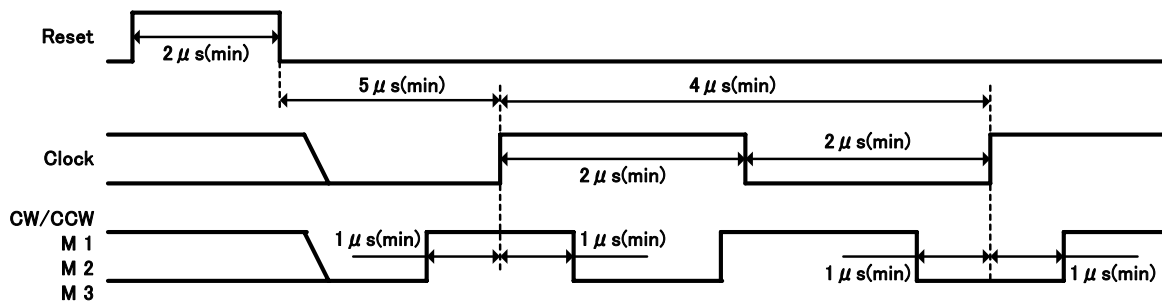 Reset
2 μ s(min)
5 μ s(min)
4 μ s(min)
Clock
2 μ s(min)
2 μ s(min)
CW/CCW
M 1
M 2
M 3
1 μ s(min)
1 μ s(min)
1 μ s(min)
1 μ s(min)